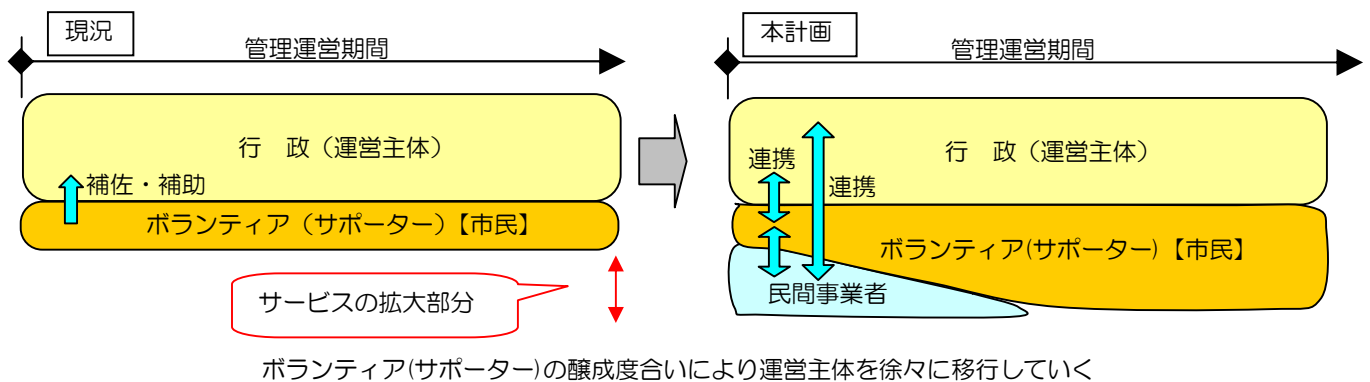 現況
管理運営期間
行　政（運営主体）
補佐・補助
ボランティア（サポーター）【市民】
サービスの拡大部分
本計画
管理運営期間
行　政（運営主体）
連携
連携
ボランティア(サポーター)【市民】
民間事業者
ボランティア(サポーター)の醸成度合いにより運営主体を徐々に移行していく